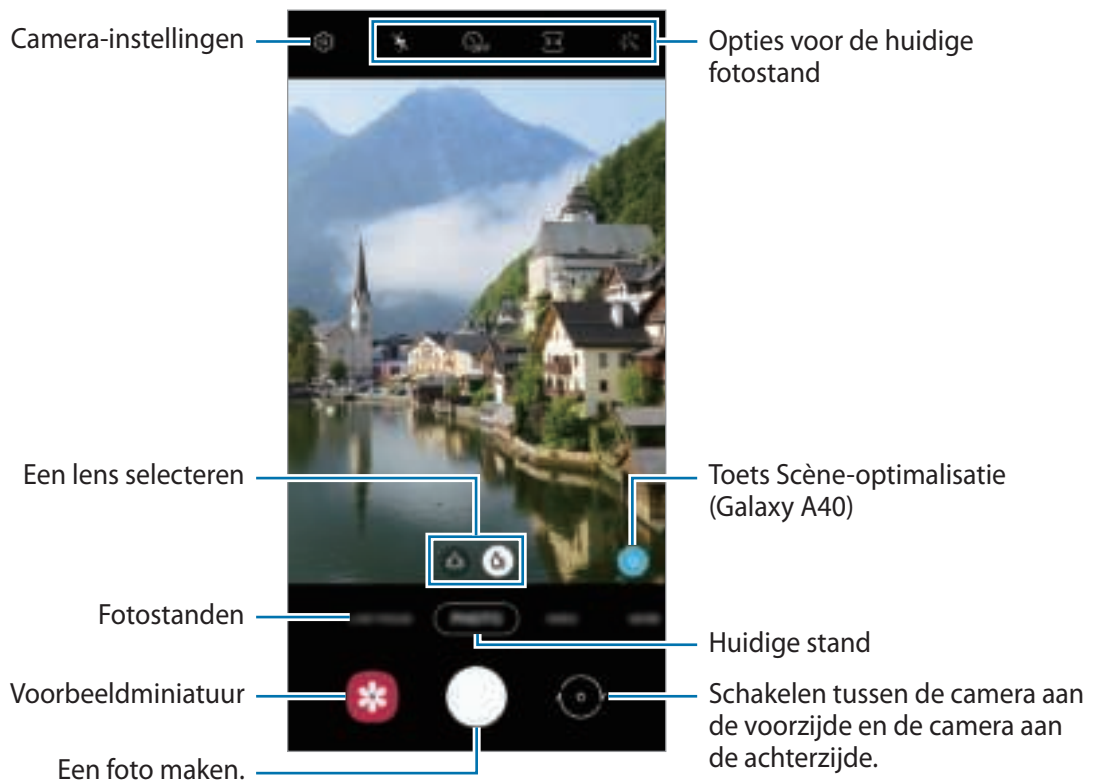 Camera-instellingen
Opties voor de huidige
fotostand
Een lens selecteren
Toets Scène-optimalisatie
(Galaxy A40)
Fotostanden
PHOTO
Huidige stand
Voorbeeldminiatuur
Schakelen tussen de camera aan
de voorzijde en de camera aan
de achterzijde.
Een foto maken.